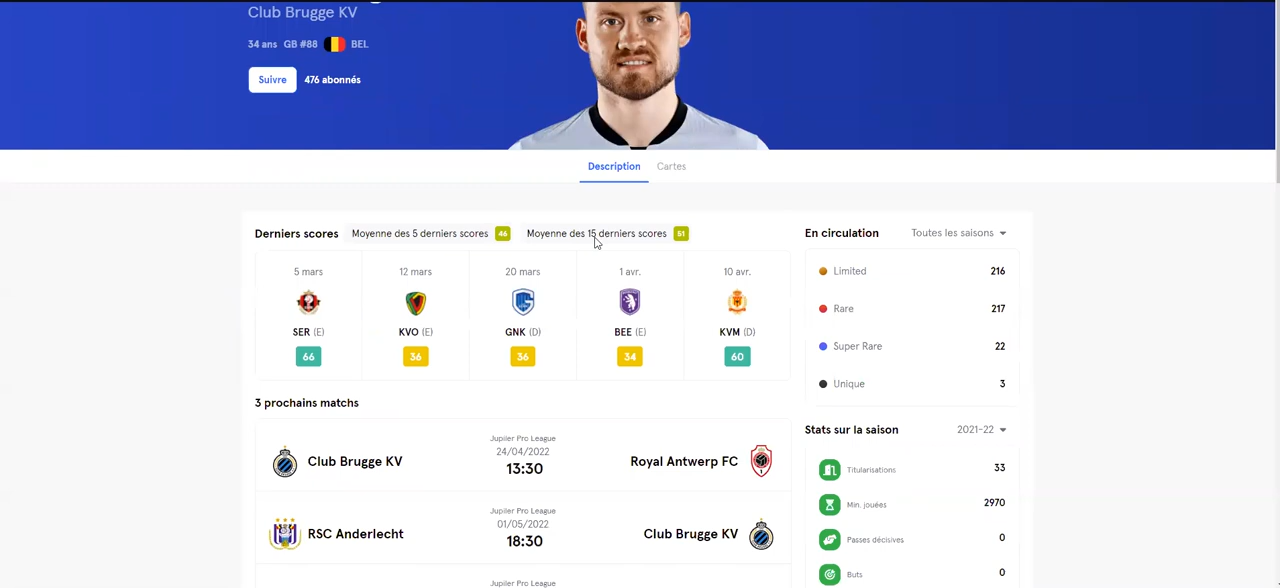 Club Brugge KV
34 ans GB #88 BEL
Suivre 476 abonnés
Description Cartes
Derniers scores Moyenne des 5 derniers scores 46 Moyenne des 15 derniers scores 51
5 mars 12 mars 20 mars 1 avr. 10 avr.
SER (E) KVO (E) GNK (D) BEE (E) KVM (D)
66 36 36 34 60
3 prochains matchs
Jupiler Pro League
24/04/2022
Club Brugge KV 13:30 Royal Antwerp FC
Jupiler Pro League
01/05/2022
RSC Anderlecht 18:30 Club Brugge KV
Jupiler Pro League
En circulation Toutes les saisons
Limited 216
Rare 217
Super Rare 22
Unique 3
Stats sur la saison 2021-22
Titularisations 33
Min. jouées 2970
Passes décisives 0
Buts 0